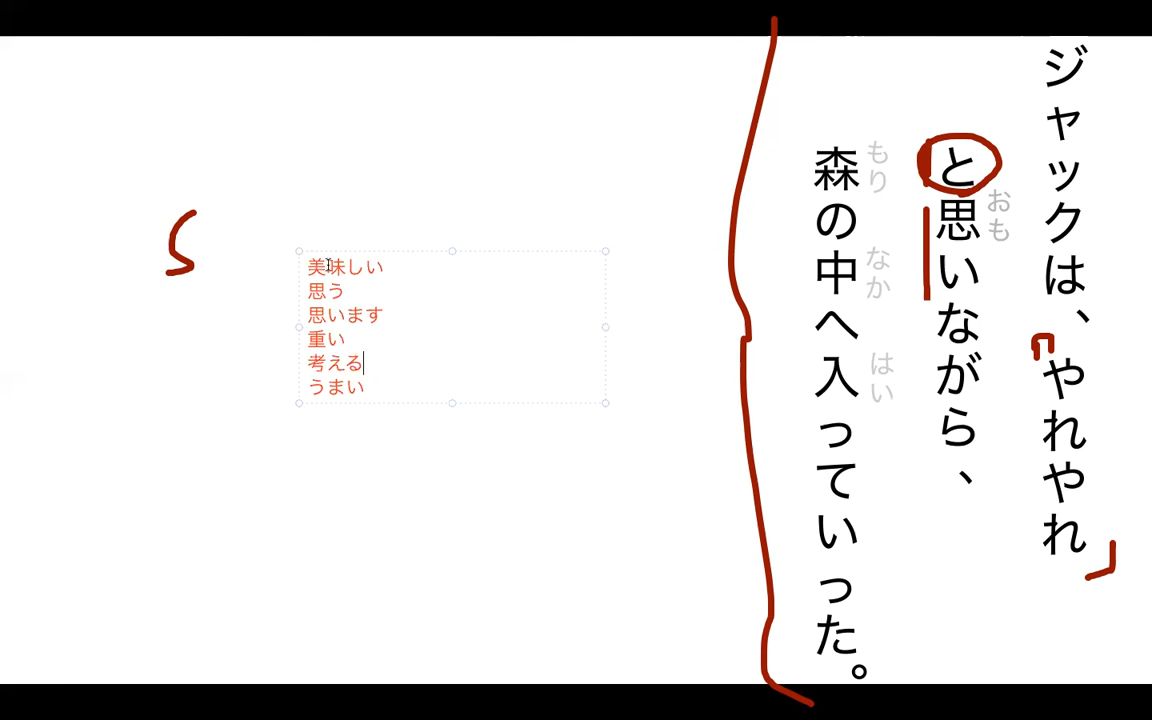 ジャックは、「やれやれ」
と思いながら、
おも
森の中へ入っていった。
もり
なか
はい
美味しい
思う
思います
重い
考える
うまい